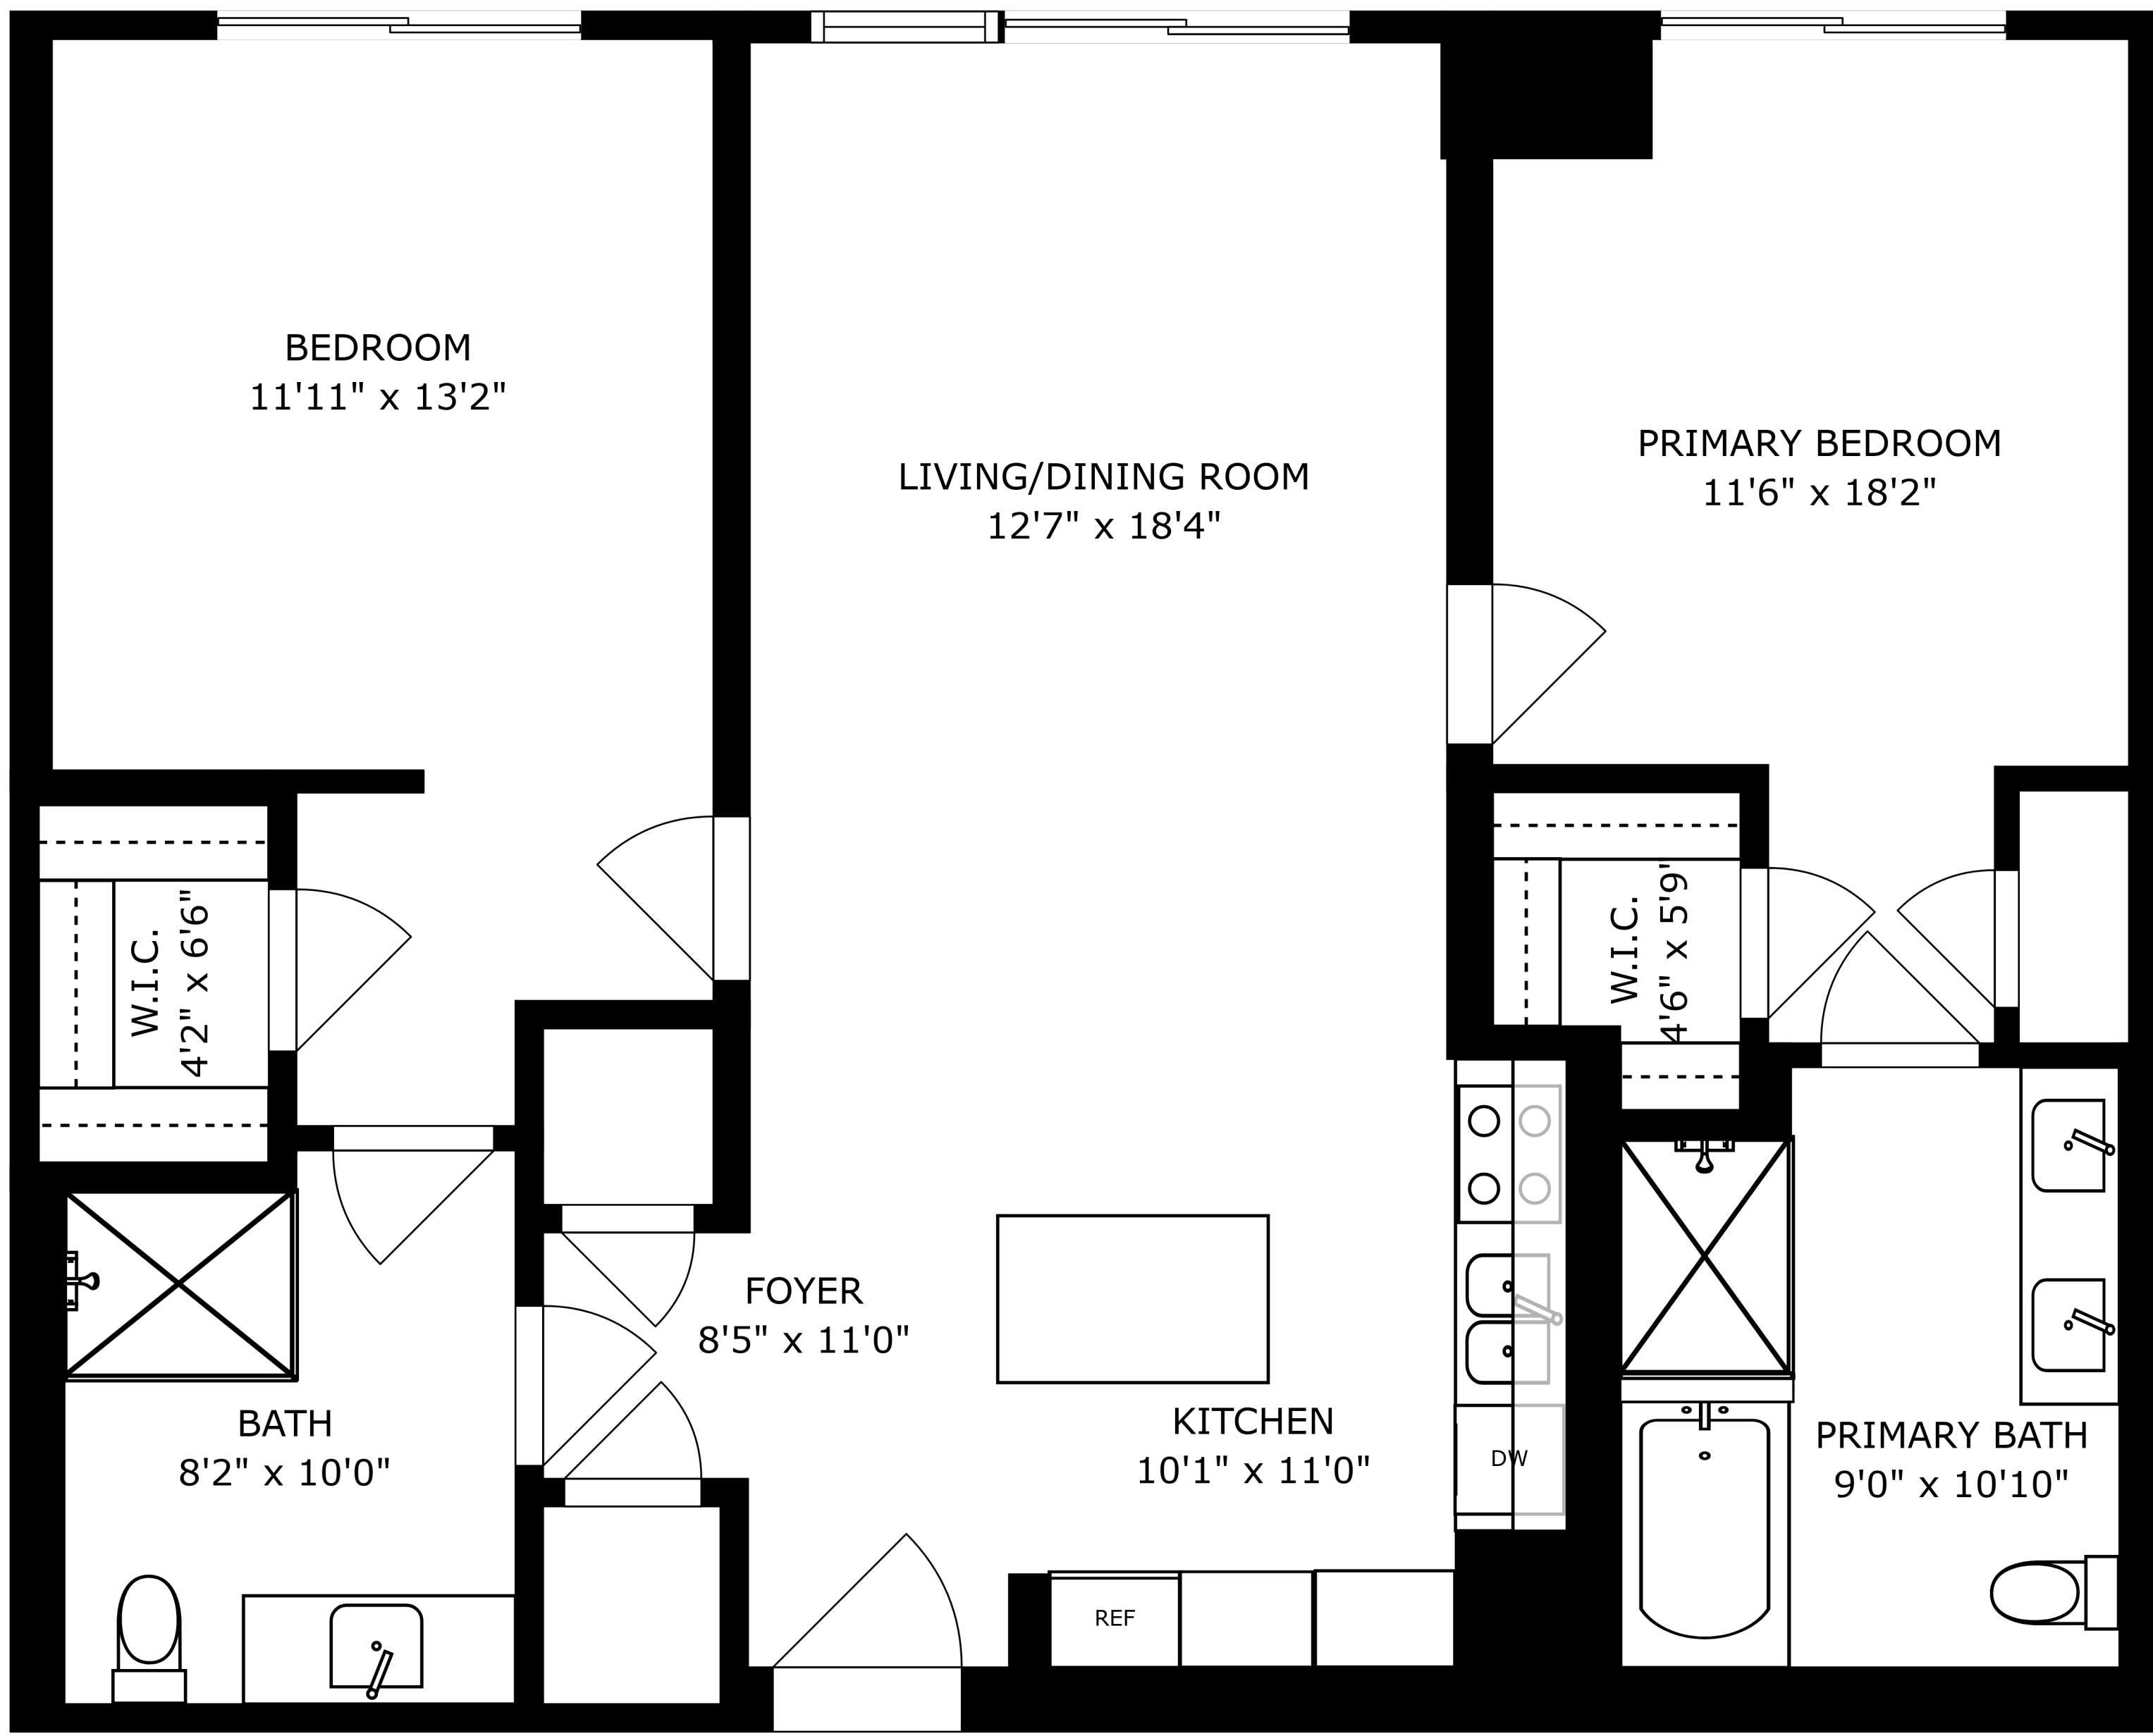 BEDROOM
11'11" x 13'2"
LIVING/DINING ROOM
12'7" x 18'4"
PRIMARY BEDROOM
11'6" x 18'2"
W.I.C.
4'2" x 6'6"
W.I.C.
4'6" x 5'9"
FOYER
8'5" x 11'0"
BATH
8'2" x 10'0"
KITCHEN
10'1" x 11'0"
DW
PRIMARY BATH
9'0" x 10'10"
REF